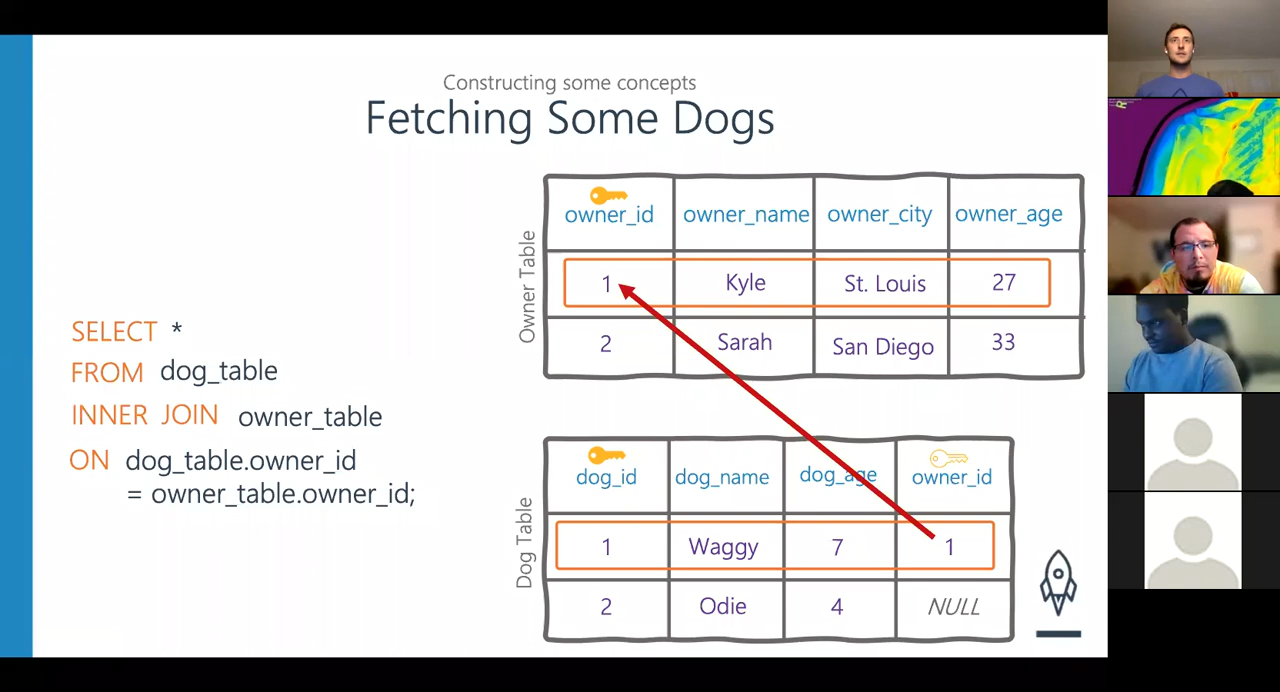 Constructing some concepts
Fetching Some Dogs
SELECT *
FROM dog_table
INNER JOIN owner_table
ON dog_table.owner_id
= owner_table.owner_id;
Owner Table
owner_id owner_name owner_city owner_age
1 Kyle St. Louis 27
2 Sarah San Diego 33
Dog Table
dog_id dog_name dog_age owner_id
1 Waggy 7 1
2 Odie 4 NULL